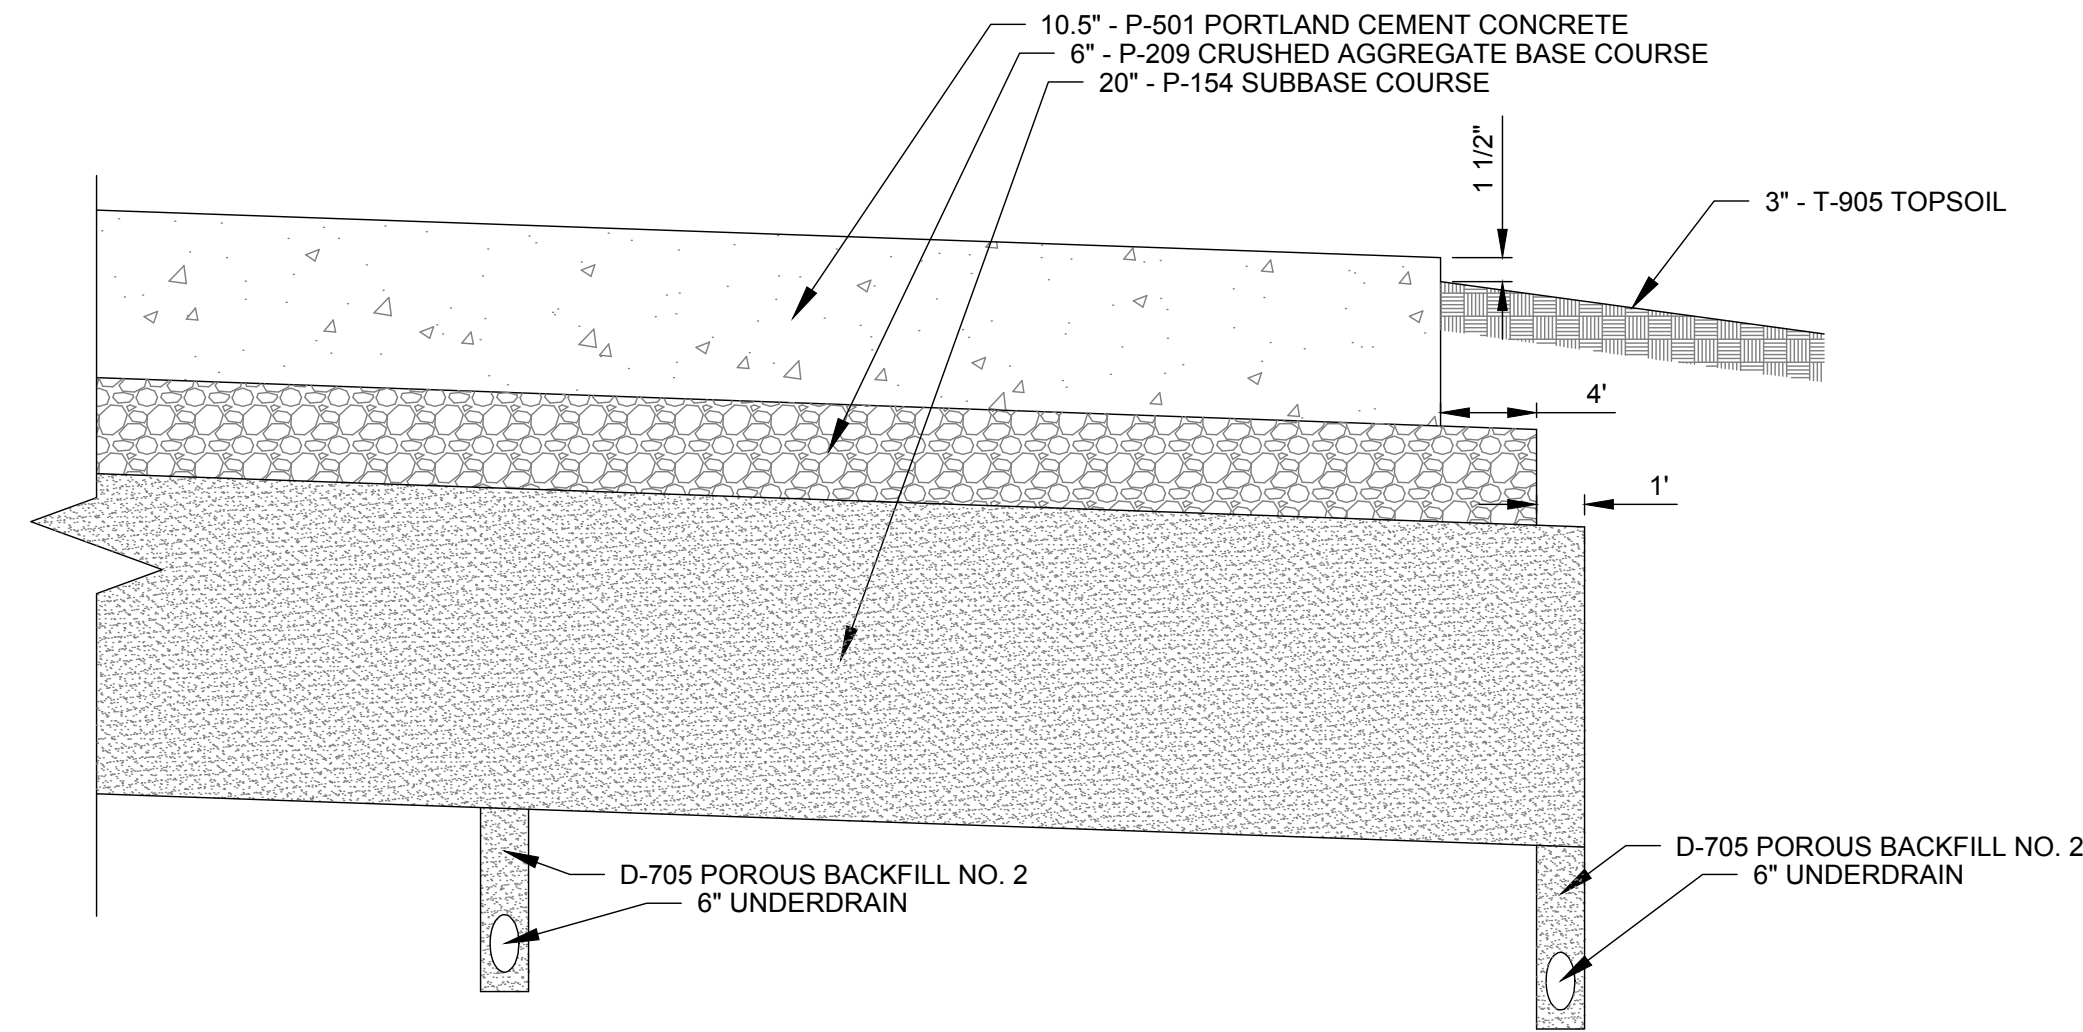 10.5" - P-501 PORTLAND CEMENT CONCRETE
6" - P-209 CRUSHED AGGREGATE BASE COURSE
20" - P-154 SUBBASE COURSE
1 1/2"
3" - T-905 TOPSOIL
4'
1'
D-705 POROUS BACKFILL NO. 2
6" UNDERDRAIN
D-705 POROUS BACKFILL NO. 2
6" UNDERDRAIN